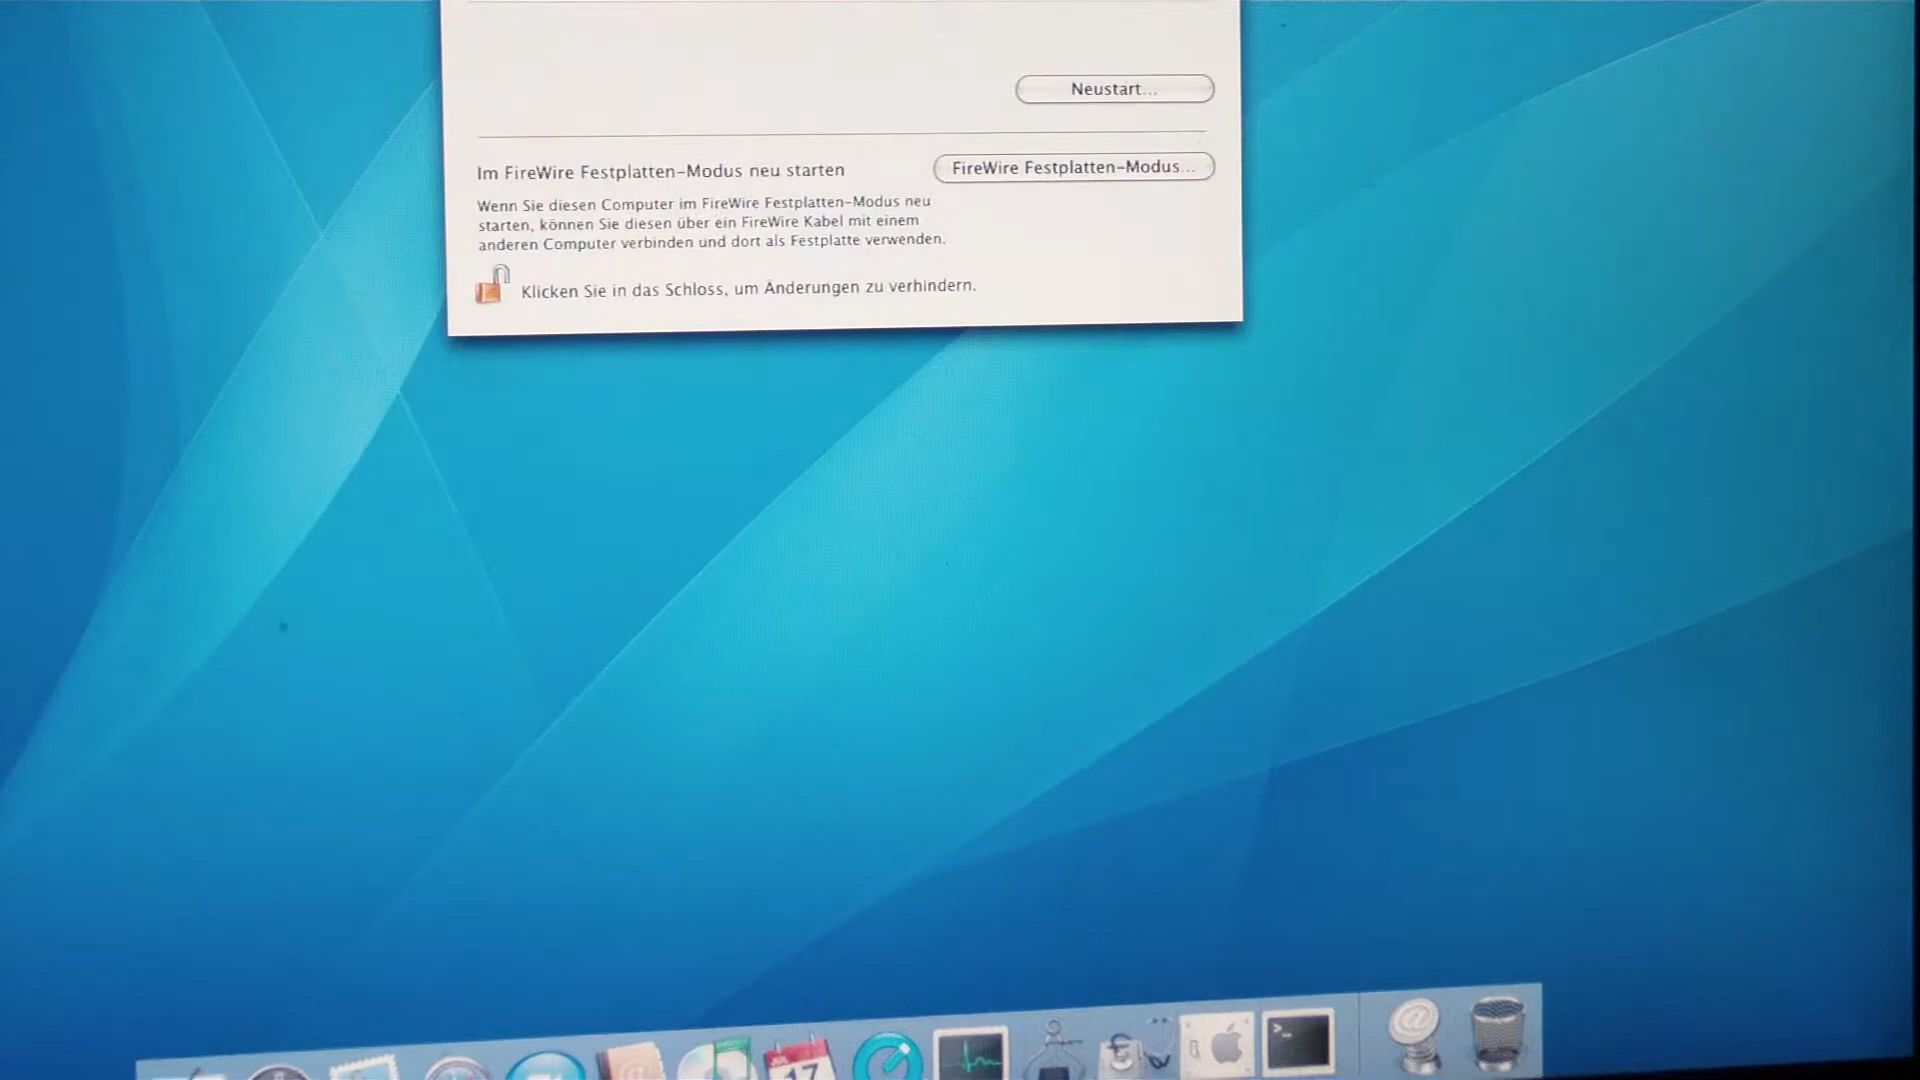 Neustart...
Im FireWire Festplatten-Modus neu starten
FireWire Festplatten-Modus...
Wenn Sie diesen Computer im FireWire Festplatten-Modus neu
starten, können Sie diesen über ein FireWire Kabel mit einem
anderen Computer verbinden und dort als Festplatte verwenden.
Klicken Sie in das Schloss, um Änderungen zu verhindern.
17
>_
@